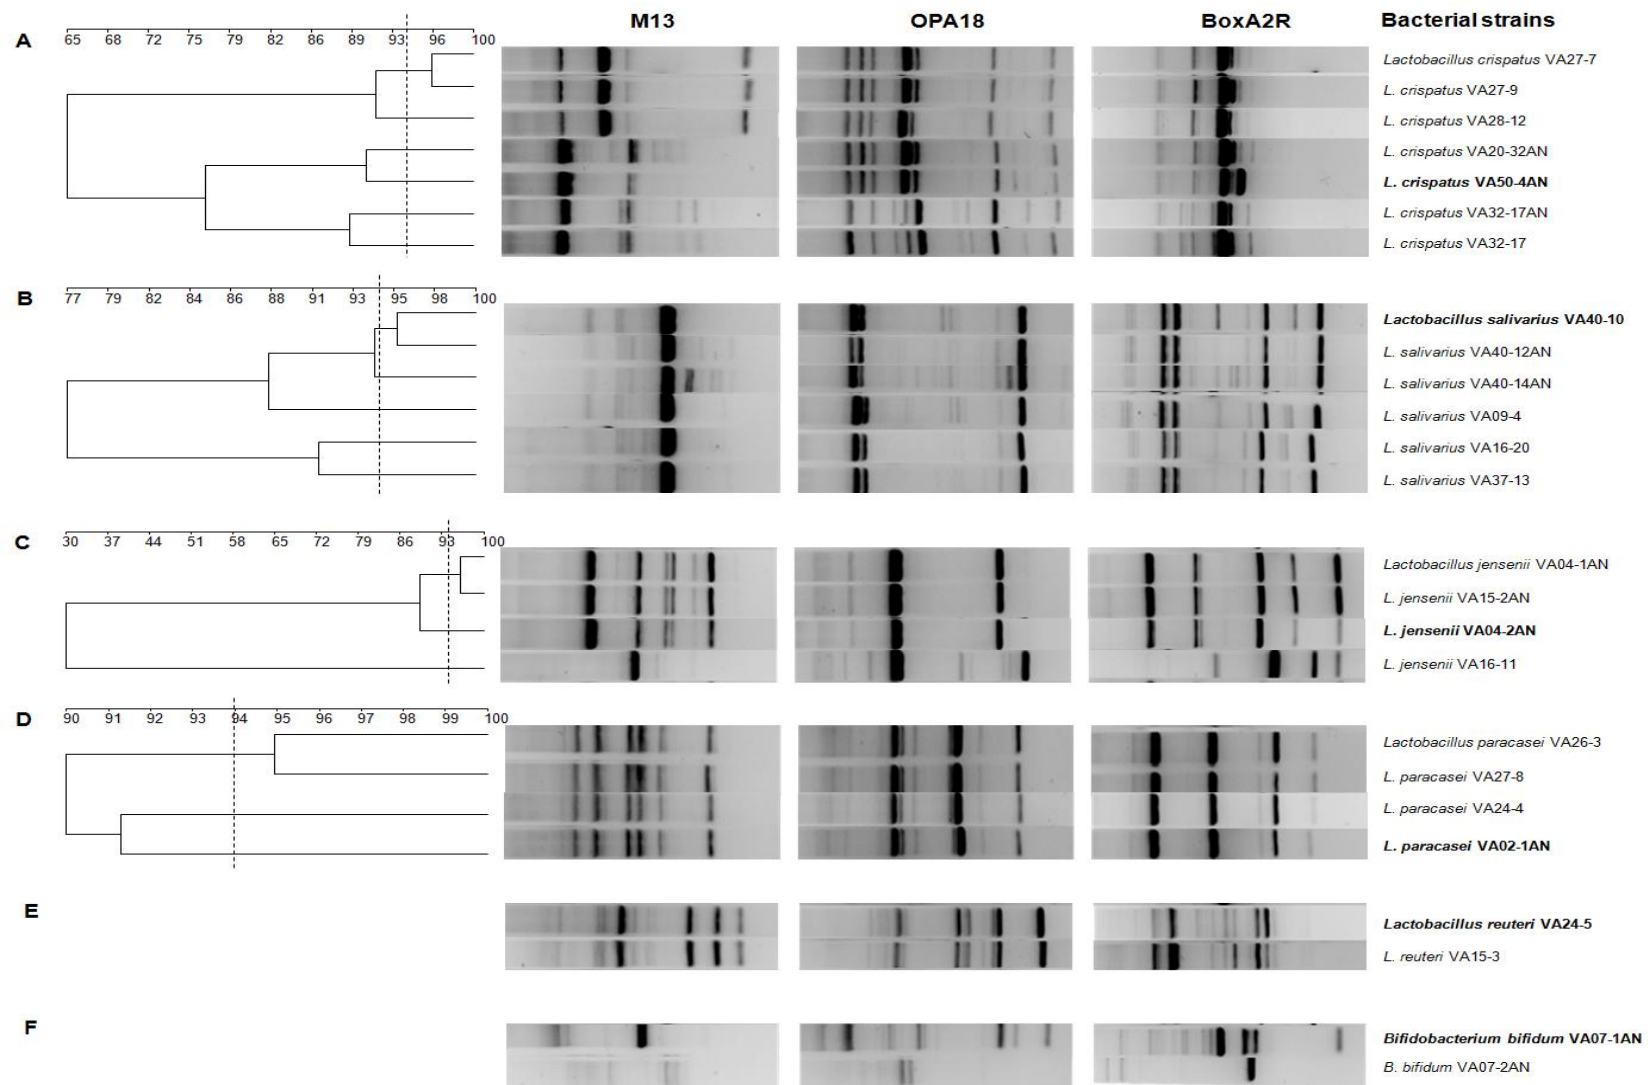 M13 OPA18 BoxA2R Bacterial strains
A 65 68 72 75 79 82 86 89 93 96 100
Lactobacillus crispatus VA27-7
L. crispatus VA27-9
L. crispatus VA28-12
L. crispatus VA20-32AN
L. crispatus VA50-4AN
L. crispatus VA32-17AN
L. crispatus VA32-17
B 77 79 82 84 86 88 91 93 95 98 100
Lactobacillus salivarius VA40-10
L. salivarius VA40-12AN
L. salivarius VA40-14AN
L. salivarius VA09-4
L. salivarius VA16-20
L. salivarius VA37-13
C 30 37 44 51 58 65 72 79 86 93 100
Lactobacillus jensenii VA04-1AN
L. jensenii VA15-2AN
L. jensenii VA04-2AN
L. jensenii VA16-11
D 90 91 92 93 94 95 96 97 98 99 100
Lactobacillus paracasei VA26-3
L. paracasei VA27-8
L. paracasei VA24-4
L. paracasei VA02-1AN
E
Lactobacillus reuteri VA24-5
L. reuteri VA15-3
F
Bifidobacterium bifidum VA07-1AN
B. bifidum VA07-2AN